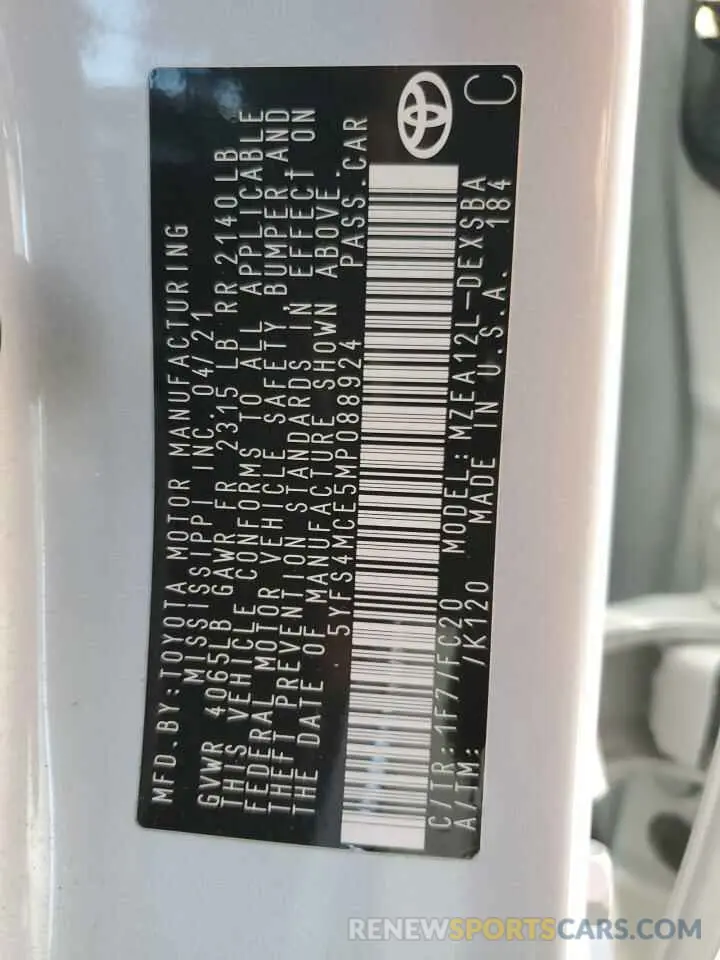 MFD.BY:TOYOTA MOTOR MANUFACTURING
MISSISSIPPI INC. 04/21
GVWR 4065LB GAWR FR 2315 LB RR 2140LB
THIS VEHICLE CONFORMS TO ALL APPLICABLE
FEDERAL MOTOR VEHICLE SAFETY, BUMPER AND
THEFT PREVENTION STANDARDS IN EFFECT ON
THE DATE OF MANUFACTURE SHOWN ABOVE.
5YFS4MCE5MP088924 PASS.CAR
C/TR:1F7/FC20 MODEL:MZEA12L-DEXSBA
A/TM: /K120 MADE IN U.S.A. 184
C
RENEWSPORTSCARS.COM